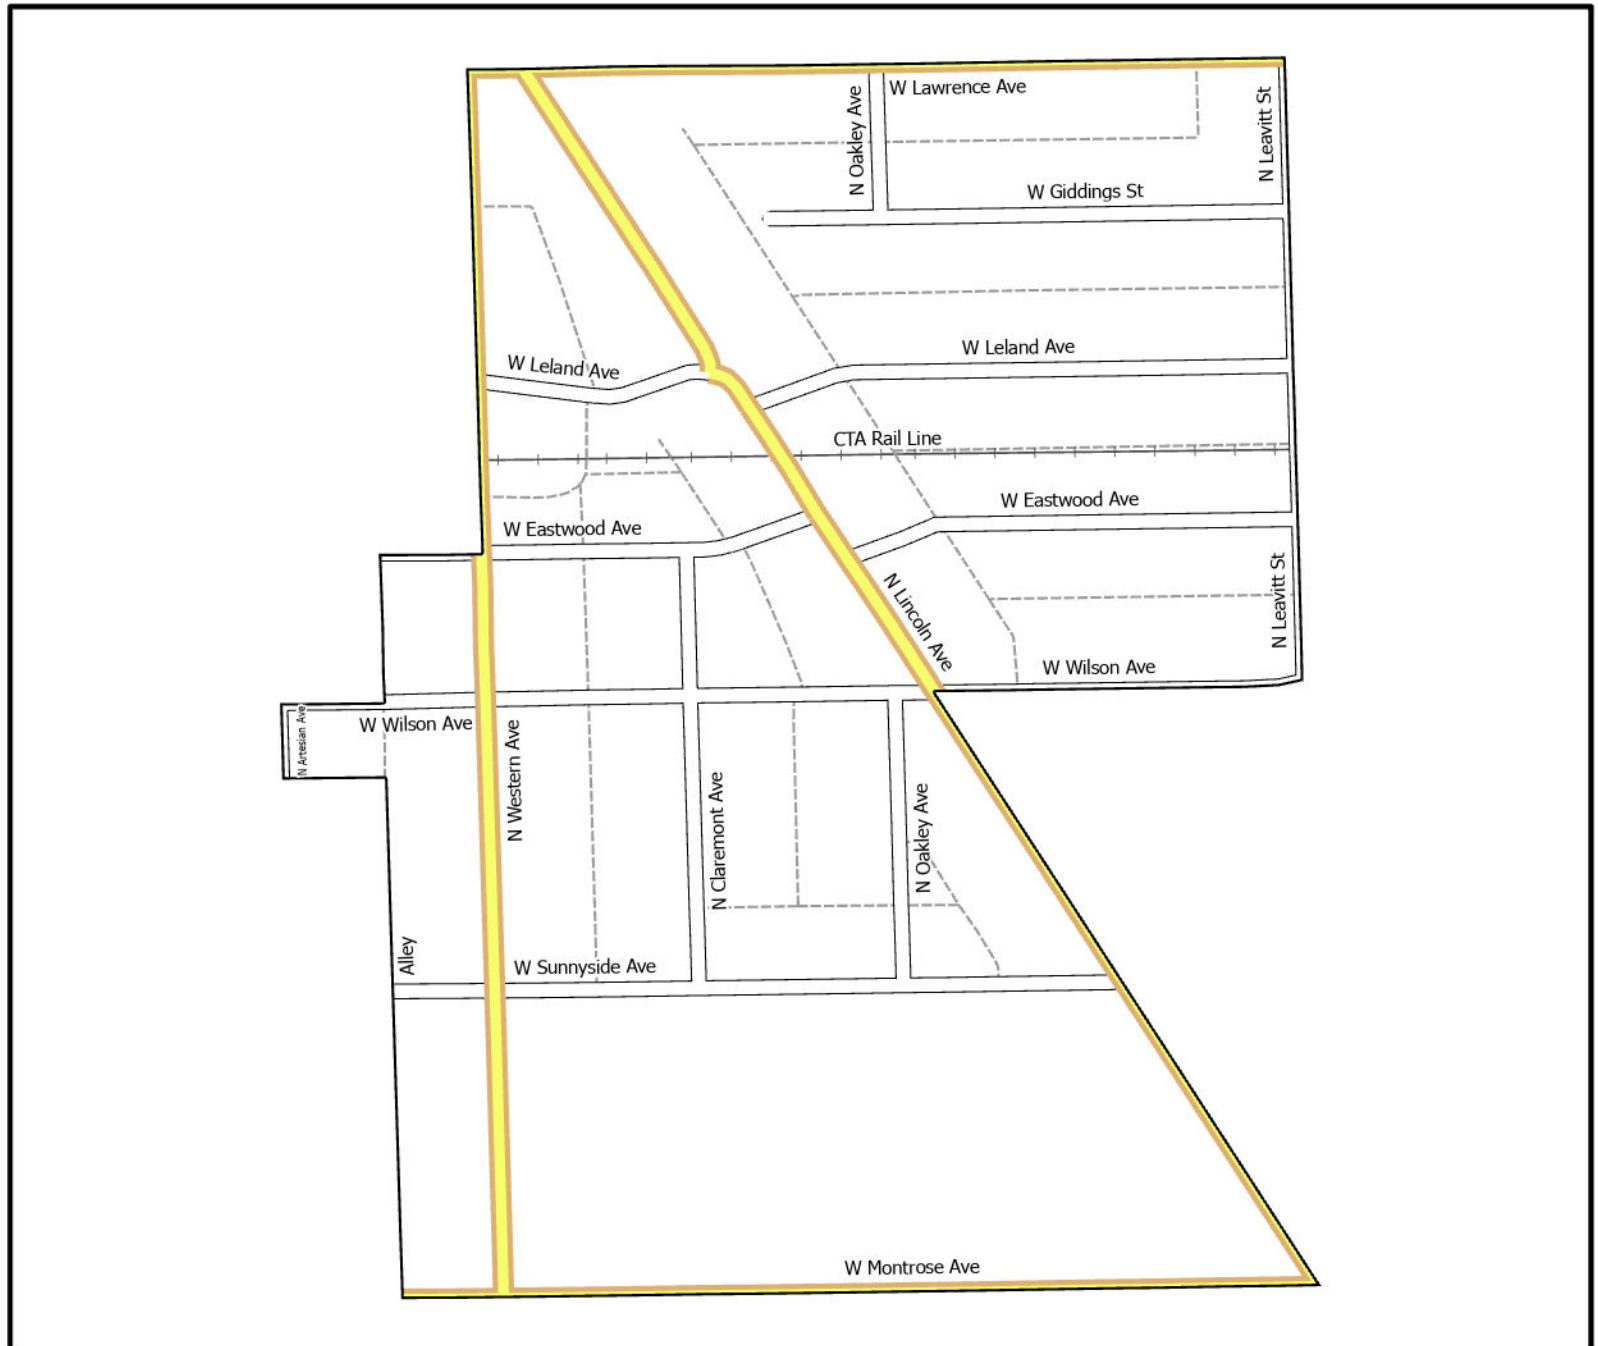 W Lawrence Ave
N Oakley Ave
N Leavitt St
W Giddings St
W Leland Ave
W Leland Ave
CTA Rail Line
W Eastwood Ave
W Eastwood Ave
N Lincoln Ave
N Leavitt St
W Wilson Ave
N Artesian Ave
W Wilson Ave
N Western Ave
N Claremont Ave
N Oakley Ave
Alley
W Sunnyside Ave
W Montrose Ave